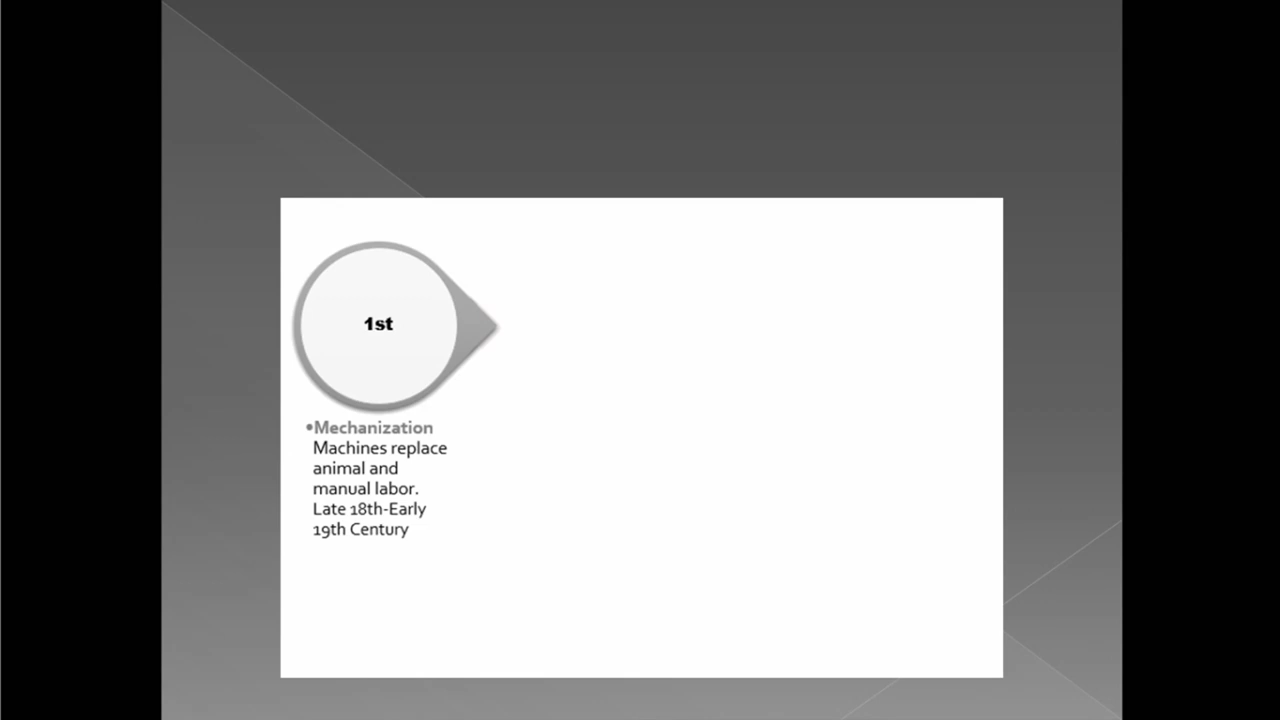 1st
•Mechanization
Machines replace
animal and
manual labor.
Late 18th-Early
19th Century